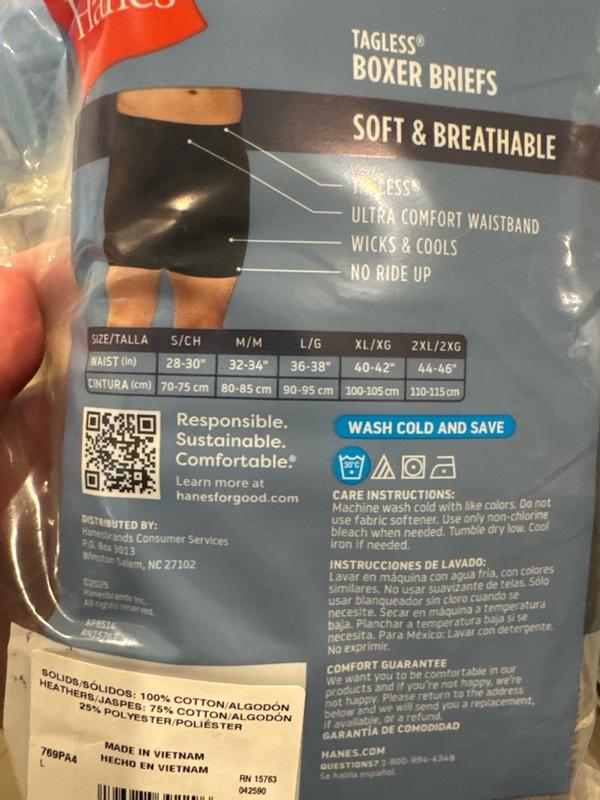 Hanes
TAGLESS®
BOXER BRIEFS
SOFT & BREATHABLE
TAGLESS®
ULTRA COMFORT WAISTBAND
WICKS & COOLS
NO RIDE UP
SIZE/TALLA S/CH M/M L/G XL/XG 2XL/2XG
WAIST (in) 28-30" 32-34" 36-38" 40-42" 44-46"
CINTURA (cm) 70-75 cm 80-85 cm 90-95 cm 100-105 cm 110-115 cm
Responsible.
Sustainable.
Comfortable.®
Learn more at
hanesforgood.com
DISTRIBUTED BY:
Hanesbrands Consumer Services
P.O. Box 3013
Winston Salem, NC 27102
©2025
Hanesbrands Inc.
All rights reserved.
AP8514
RN15763
WASH COLD AND SAVE
30°C
CARE INSTRUCTIONS:
Machine wash cold with like colors. Do not
use fabric softener. Use only non-chlorine
bleach when needed. Tumble dry low. Cool
iron if needed.
INSTRUCCIONES DE LAVADO:
Lavar en máquina con agua fría, con colores
similares. No usar suavizante de telas. Sólo
usar blanqueador sin cloro cuando se
necesite. Secar en máquina a temperatura
baja. Planchar a temperatura baja si se
necesita. Para México: Lavar con detergente.
No exprimir.
COMFORT GUARANTEE
We want you to be comfortable in our
products and if you're not happy, we're
not happy. Please return to the address
below and we will send you a replacement,
if available, or a refund.
GARANTÍA DE COMODIDAD
HANES.COM
QUESTIONS? 1-800-994-4348
Se habla español.
SOLIDS/SÓLIDOS: 100% COTTON/ALGODÓN
HEATHERS/JASPES: 75% COTTON/ALGODÓN
25% POLYESTER/POLIÉSTER
MADE IN VIETNAM
HECHO EN VIETNAM
769PA4
L
RN 15763
042590